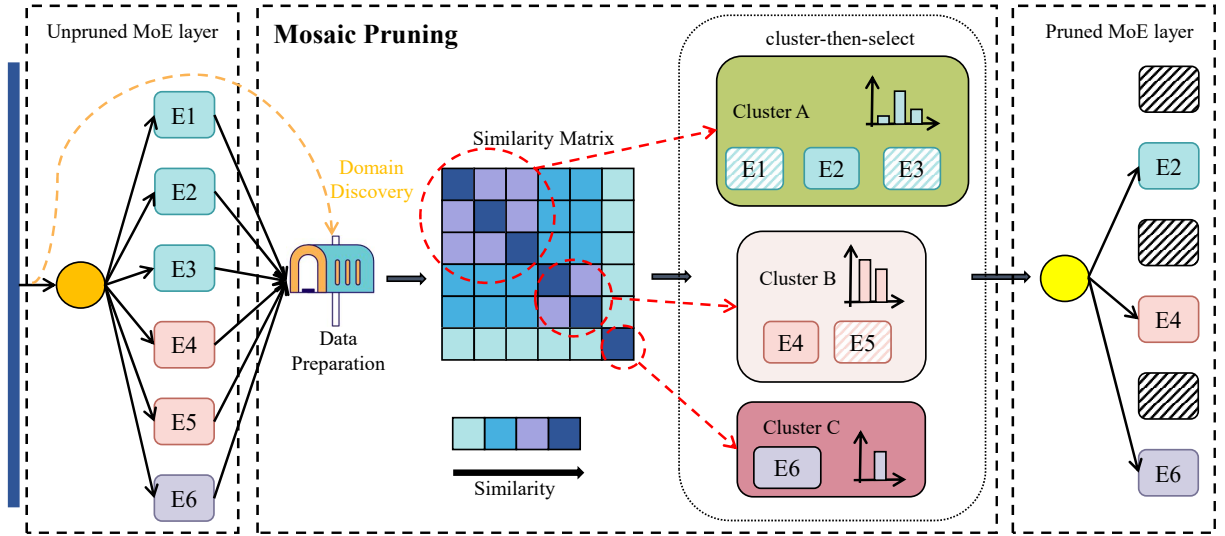 Unpruned MoE layer
E1
E2
E3
E4
E5
E6
Mosaic Pruning
Domain
Discovery
Data
Preparation
Similarity Matrix
Similarity
cluster-then-select
Cluster A
E1 E2 E3
Cluster B
E4 E5
Cluster C
E6
Pruned MoE layer
E2
E4
E6